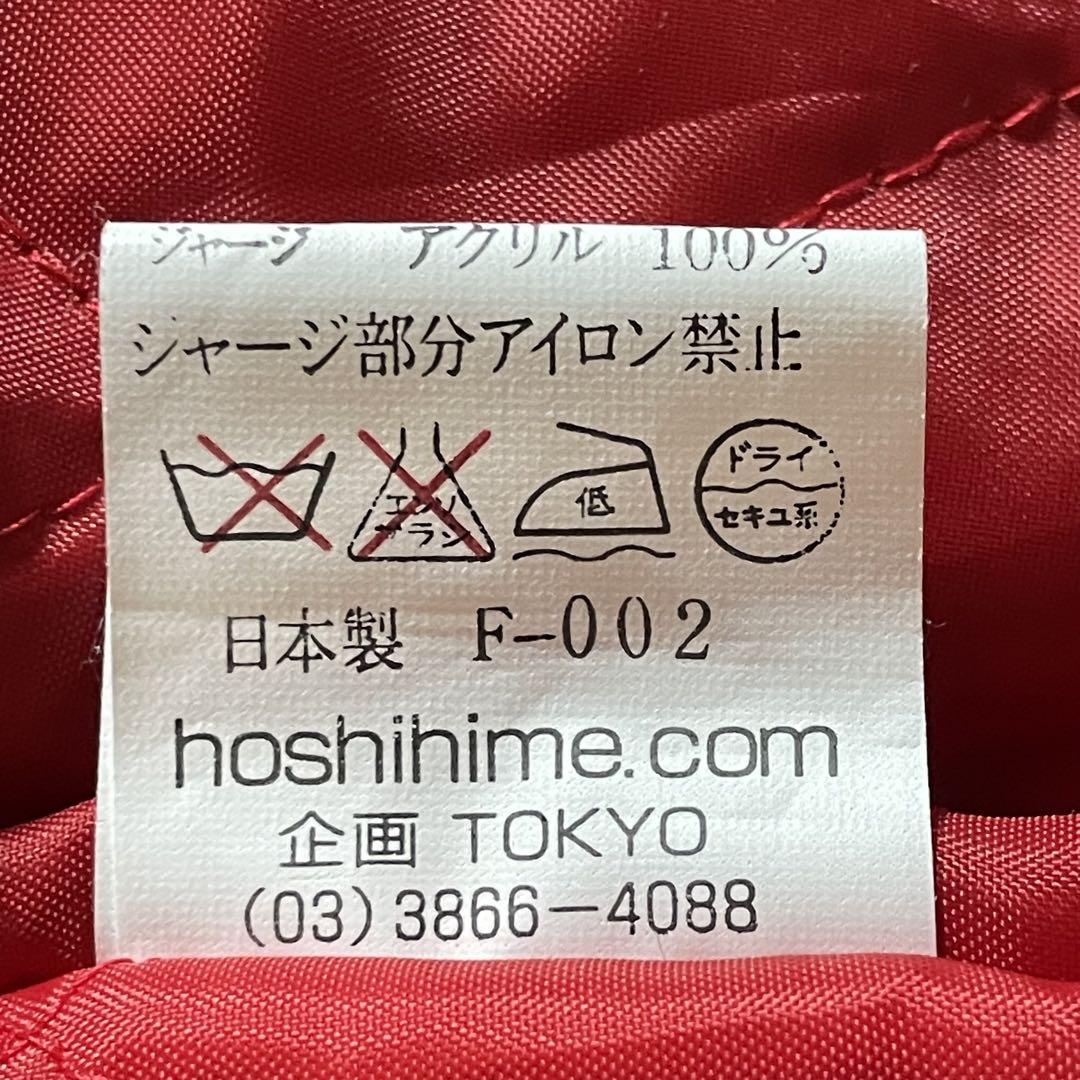 ジャージ アクリル 100%
ジャージ部分アイロン禁止
エンソ 低 ドライ
サラシ セキユ系
日本製 F-002
hoshihime.com
企画 TOKYO
(03)3866-4088